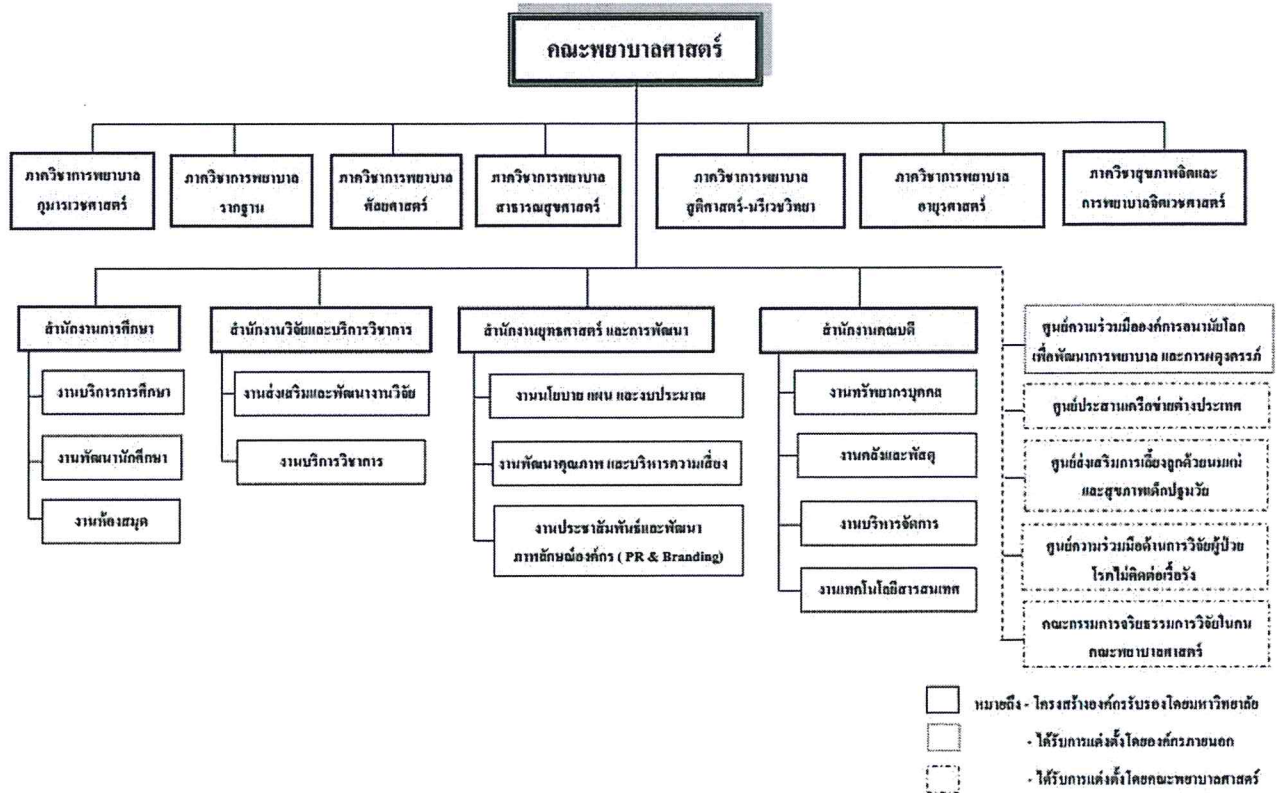 คณะพยาบาลศาสตร์
ภาควิชาการพยาบาล
กุมารเวชศาสตร์
ภาควิชาการพยาบาล
รากฐาน
ภาควิชาการพยาบาล
ศัลยศาสตร์
ภาควิชาการพยาบาล
สาธารณสุขศาสตร์
ภาควิชาการพยาบาล
สูติศาสตร์-นรีเวชวิทยา
ภาควิชาการพยาบาล
อายุรศาสตร์
ภาควิชาสุขภาพจิตและ
การพยาบาลจิตเวชศาสตร์
สำนักงานการศึกษา
งานบริการการศึกษา
งานพัฒนานักศึกษา
งานห้องสมุด
สำนักงานวิจัยและบริการวิชาการ
งานส่งเสริมและพัฒนางานวิจัย
งานบริการวิชาการ
สำนักงานยุทธศาสตร์ และการพัฒนา
งานนโยบาย แผน และงบประมาณ
งานพัฒนาคุณภาพ และบริหารความเสี่ยง
งานประชาสัมพันธ์และพัฒนา
ภาพลักษณ์องค์กร ( PR & Branding)
สำนักงานคณบดี
งานทรัพยากรบุคคล
งานคลังและพัสดุ
งานบริหารจัดการ
งานเทคโนโลยีสารสนเทศ
ศูนย์ความร่วมมือองค์การอนามัยโลก
เพื่อพัฒนาการพยาบาล และการผดุงครรภ์
ศูนย์ประสานเครือข่ายต่างประเทศ
ศูนย์ส่งเสริมการเลี้ยงลูกด้วยนมแม่
และสุขภาพเด็กปฐมวัย
ศูนย์ความร่วมมือด้านการวิจัยผู้ป่วย
โรคไม่ติดต่อเรื้อรัง
คณะกรรมการจริยธรรมการวิจัยในคน
คณะพยาบาลศาสตร์
หมายถึง - โครงสร้างองค์กรรับรองโดยมหาวิทยาลัย
- ได้รับการแต่งตั้งโดยองค์กรภายนอก
- ได้รับการแต่งตั้งโดยคณะพยาบาลศาสตร์